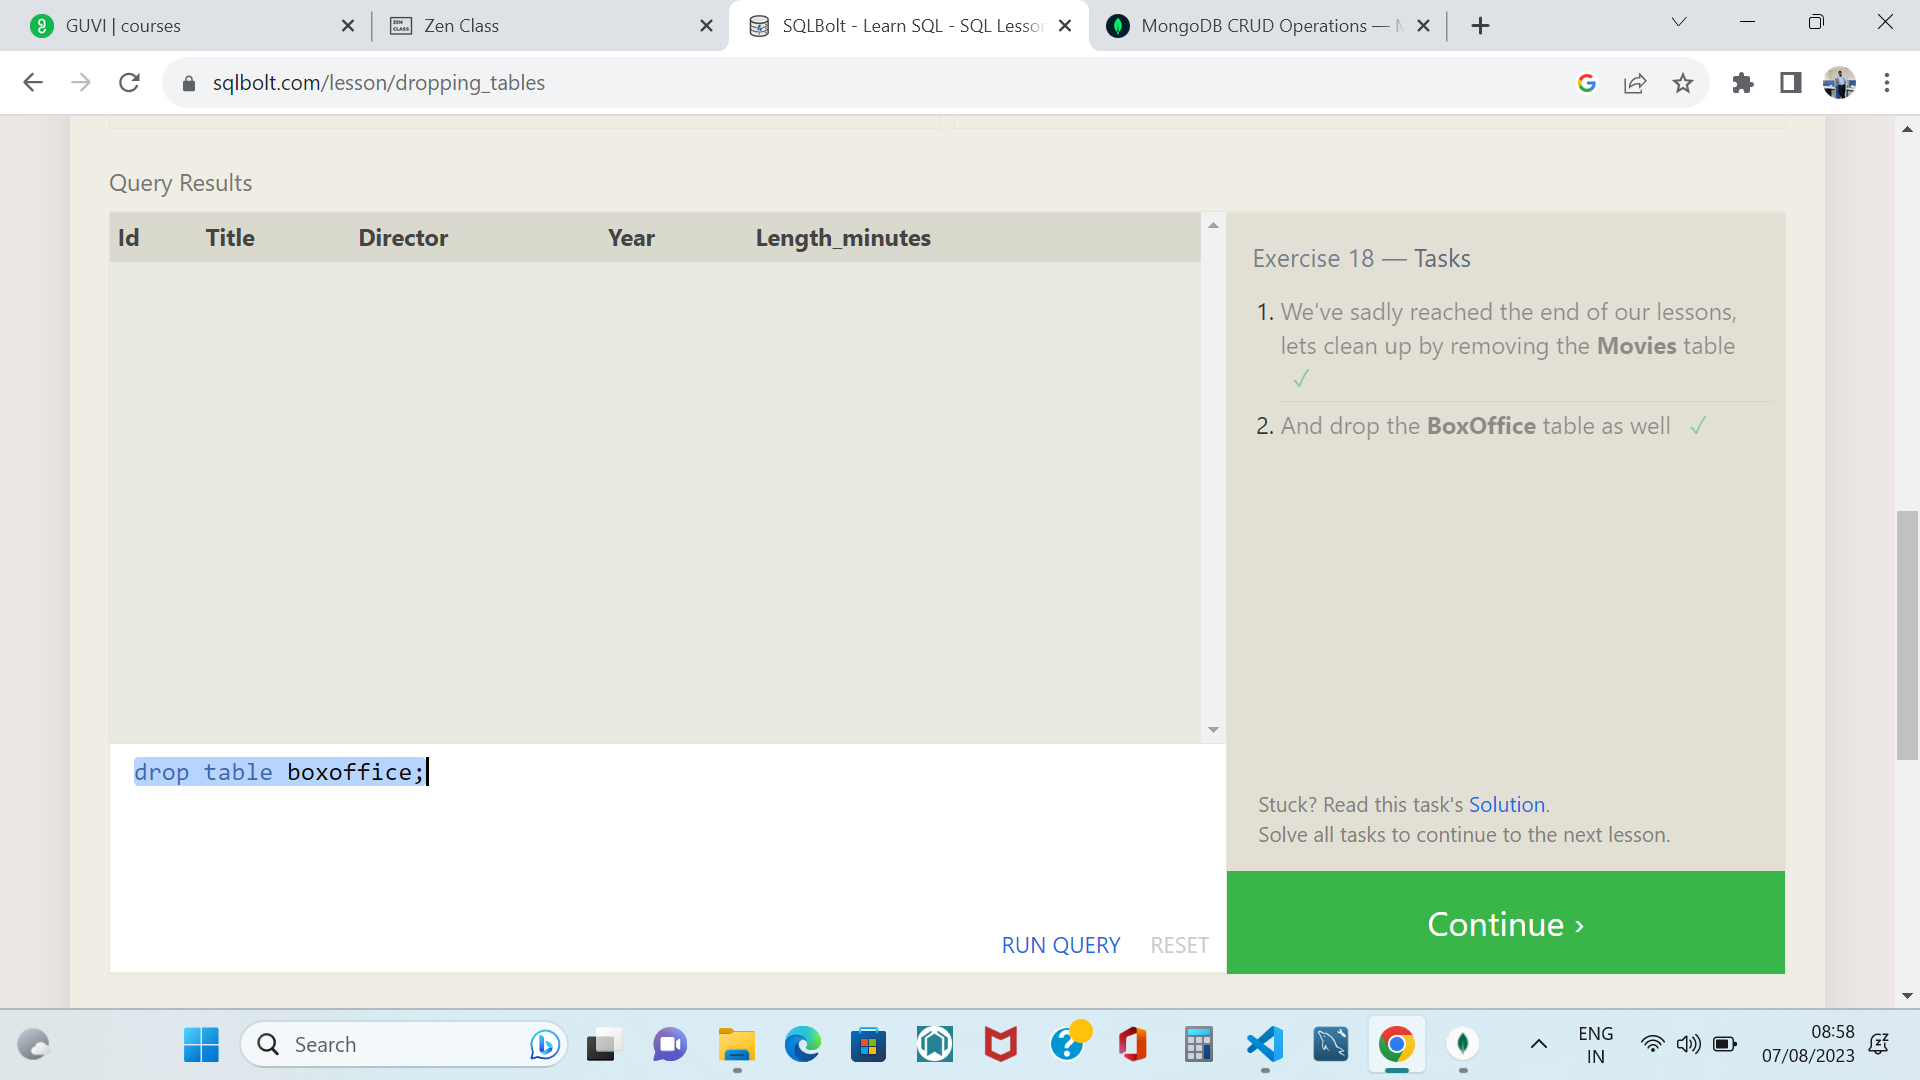 GUVI | courses
Zen Class
SQLBolt - Learn SQL - SQL Lesson
MongoDB CRUD Operations —
sqlbolt.com/lesson/dropping_tables
Query Results
Id Title Director Year Length_minutes
Exercise 18 — Tasks
1. We've sadly reached the end of our lessons,
lets clean up by removing the Movies table
✓
2. And drop the BoxOffice table as well ✓
drop table boxoffice;
Stuck? Read this task's Solution.
Solve all tasks to continue to the next lesson.
RUN QUERY RESET
Continue ›
Search
ENG
IN
08:58
07/08/2023